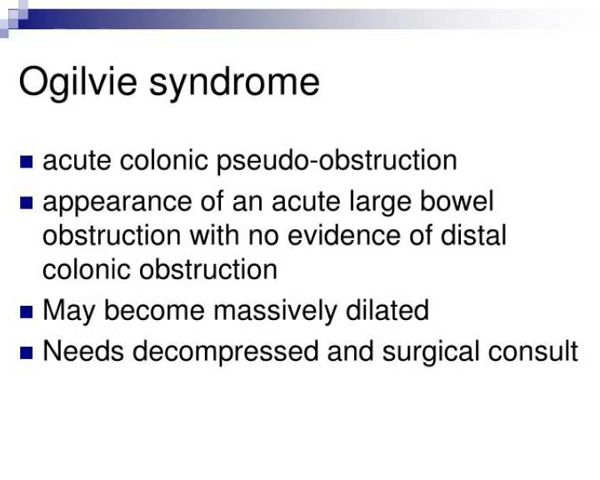 Ogilvie syndrome
acute colonic pseudo-obstruction
appearance of an acute large bowel
obstruction with no evidence of distal
colonic obstruction
May become massively dilated
Needs decompressed and surgical consult